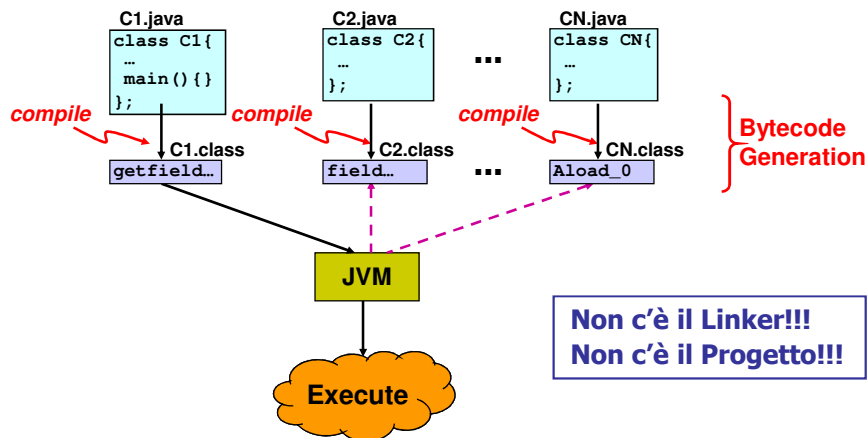 C1.java
class C1{
…
main(){}
};
C2.java
class C2{
…
};
...
CN.java
class CN{
…
};
compile
compile
compile
Bytecode
Generation
C1.class
getfield…
C2.class
field…
...
CN.class
Aload_0
JVM
Execute
Non c'è il Linker!!!
Non c'è il Progetto!!!